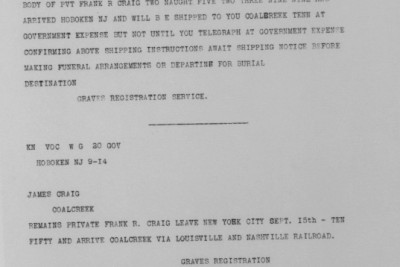 BODY OF PVT FRANK R CRAIG TWO NAUGHT FIVE TWO THREE NINE NINE HAS
ARRIVED HOBOKEN NJ AND WILL BE SHIPPED TO YOU COALCREEK TENN AT
GOVERNMENT EXPENSE BUT NOT UNTIL YOU TELEGRAPH AT GOVERNMENT EXPENSE
CONFIRMING ABOVE SHIPPING INSTRUCTIONS AWAIT SHIPPING NOTICE BEFORE
MAKING FUNERAL ARRANGEMENTS OR DEPARTING FOR BURIAL
DESTINATION
GRAVES REGISTRATION SERVICE.
KN VOC W G 20 GOV
HOBOKEN NJ 9-14
JAMES CRAIG
COALCREEK
REMAINS PRIVATE FRANK R. CRAIG LEAVE NEW YORK CITY SEPT. 15th - TEN
FIFTY AND ARRIVE COALCREEK VIA LOUISVILLE AND NASHVILLE RAILROAD.
GRAVES REGISTRATION